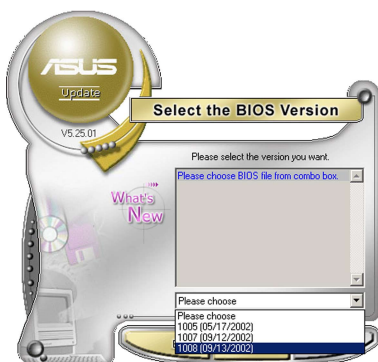 ASUS
Update
V5.25.01
Select the BIOS Version
Please select the version you want.
Please choose BIOS file from combo box.
What's
New
Please choose
Please choose
1005 (05/17/2002)
1007 (09/12/2002)
1008 (09/13/2002)